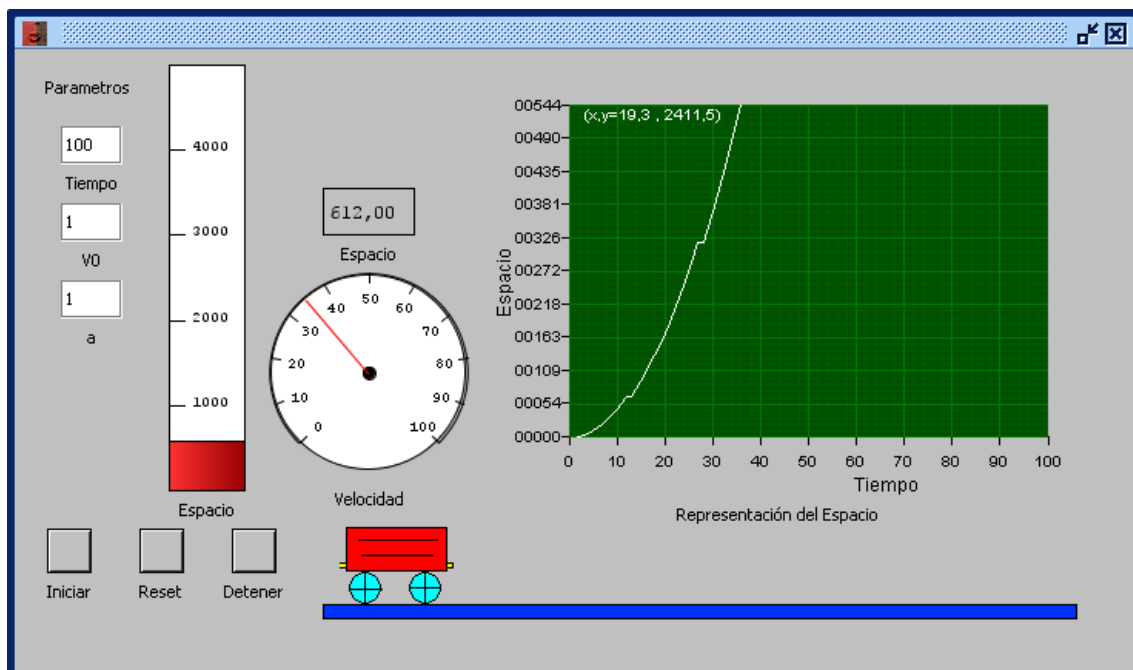 Parametros
100
Tiempo
1
V0
1
a
4000
3000
2000
1000
Espacio
612,00
Espacio
0
10
20
30
40
50
60
70
80
90
100
Velocidad
(x,y=19,3 , 2411,5)
Espacio
00544
00490
00435
00381
00326
00272
00218
00163
00109
00054
00000
0 10 20 30 40 50 60 70 80 90 100
Tiempo
Representación del Espacio
Iniciar Reset Detener